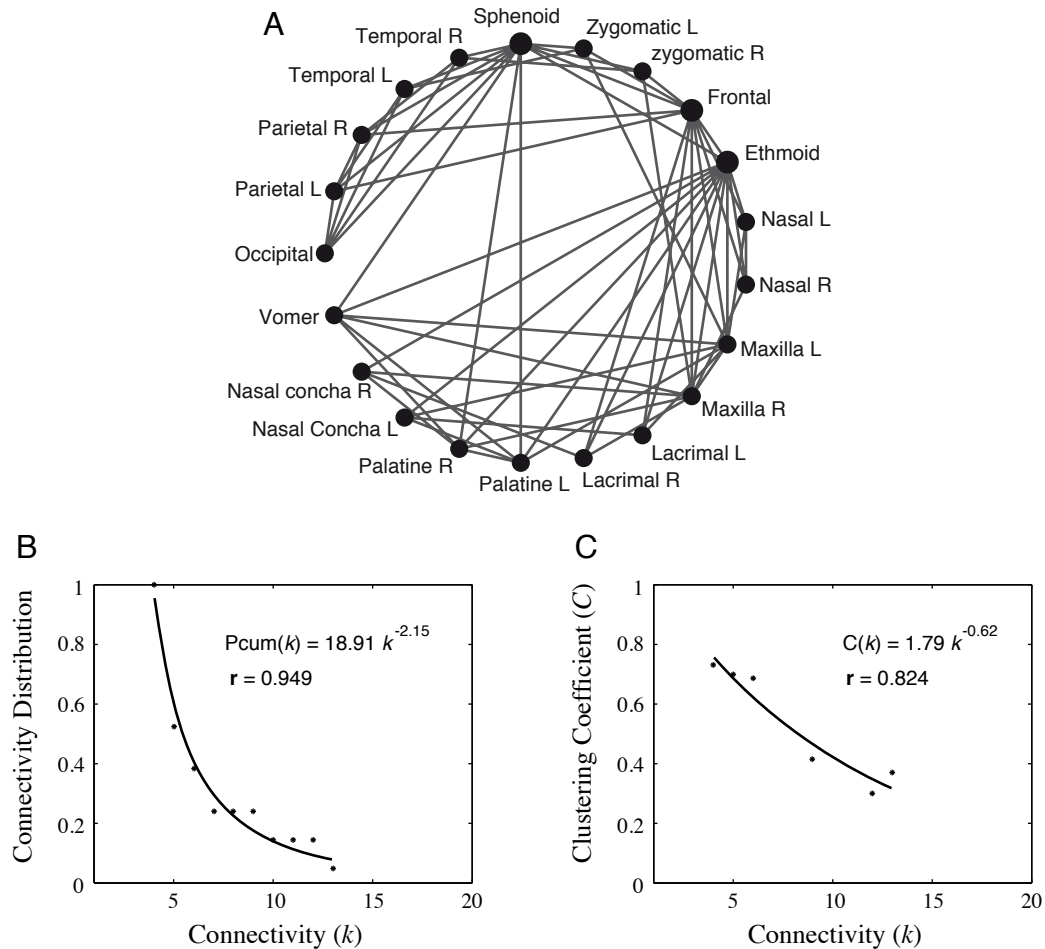 A
Sphenoid
Zygomatic L
Temporal R
zygomatic R
Temporal L
Frontal
Parietal R
Ethmoid
Parietal L
Nasal L
Occipital
Nasal R
Vomer
Maxilla L
Nasal concha R
Maxilla R
Nasal Concha L
Lacrimal L
Palatine R
Palatine L
Lacrimal R
B
Connectivity Distribution
1
0.8
0.6
0.4
0.2
0
Pcum(k) = 18.91 k^-2.15
r = 0.949
5
10
15
20
Connectivity (k)
C
Clustering Coefficient (C)
1
0.8
0.6
0.4
0.2
0
C(k) = 1.79 k^-0.62
r = 0.824
5
10
15
20
Connectivity (k)